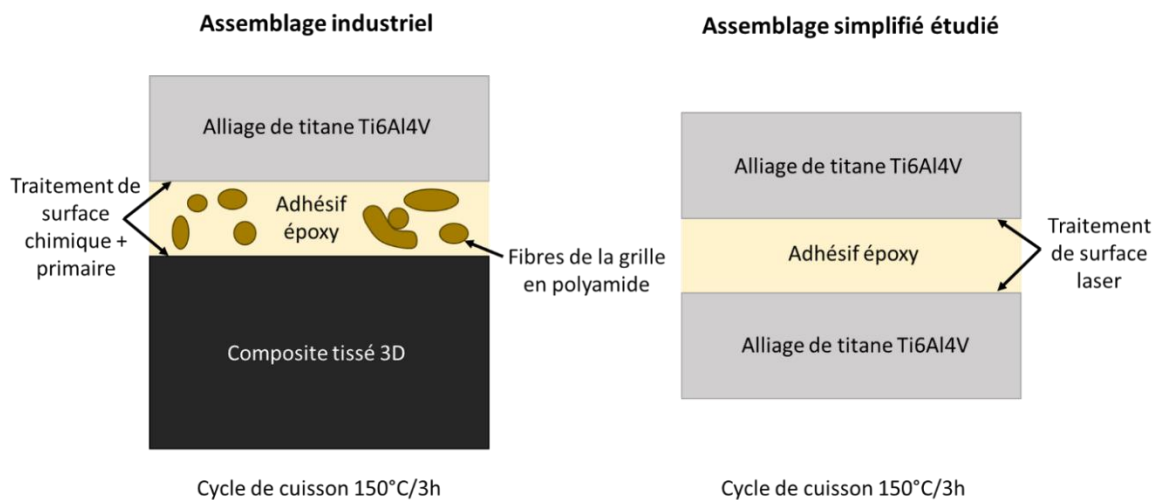 Assemblage industriel
Alliage de titane Ti6Al4V
Traitement de
surface
chimique +
primaire
Adhésif
époxy
Fibres de la grille
en polyamide
Composite tissé 3D
Cycle de cuisson 150°C/3h
Assemblage simplifié étudié
Alliage de titane Ti6Al4V
Adhésif époxy
Traitement
de surface
laser
Alliage de titane Ti6Al4V
Cycle de cuisson 150°C/3h